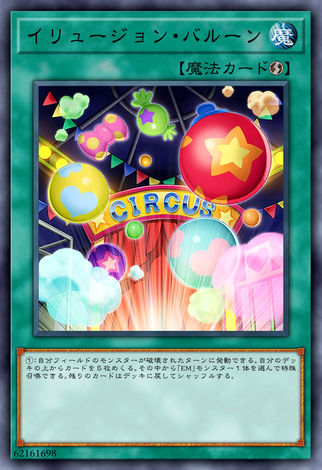 イリュージョン・バルーン
魔
【魔法カード】
CIRCUS
①:自分フィールドのモンスターが破壊されたターンに発動できる。自分のデッ
キの上からカードを5枚めくる。その中から「EM」モンスター1体を選んで特殊
召喚できる。残りのカードはデッキに戻してシャッフルする。
62161698